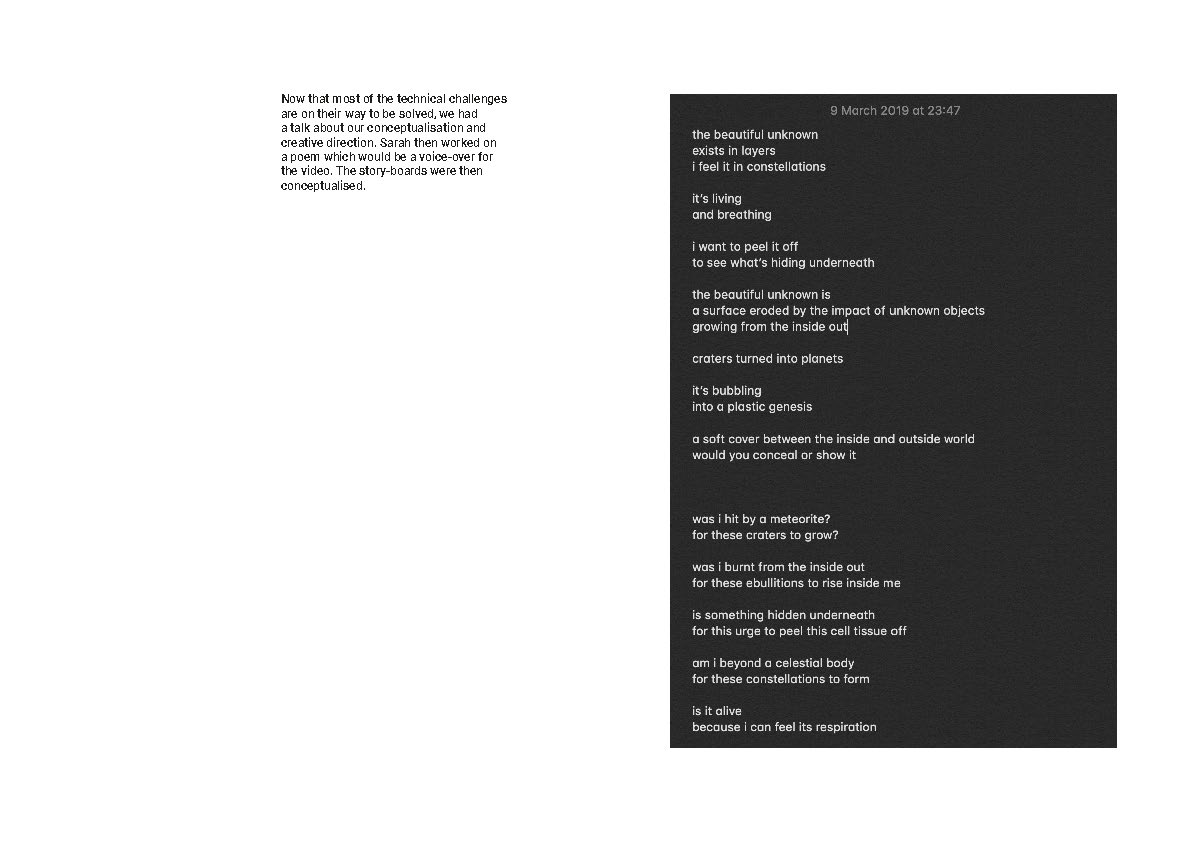 Now that most of the technical challenges
are on their way to be solved, we had
a talk about our conceptualisation and
creative direction. Sarah then worked on
a poem which would be a voice-over for
the video. The story-boards were then
conceptualised.
9 March 2019 at 23:47
the beautiful unknown
exists in layers
i feel it in constellations
it's living
and breathing
i want to peel it off
to see what's hiding underneath
the beautiful unknown is
a surface eroded by the impact of unknown objects
growing from the inside out
craters turned into planets
it's bubbling
into a plastic genesis
a soft cover between the inside and outside world
would you conceal or show it
was i hit by a meteorite?
for these craters to grow?
was i burnt from the inside out
for these ebullitions to rise inside me
is something hidden underneath
for this urge to peel this cell tissue off
am i beyond a celestial body
for these constellations to form
is it alive
because i can feel its respiration